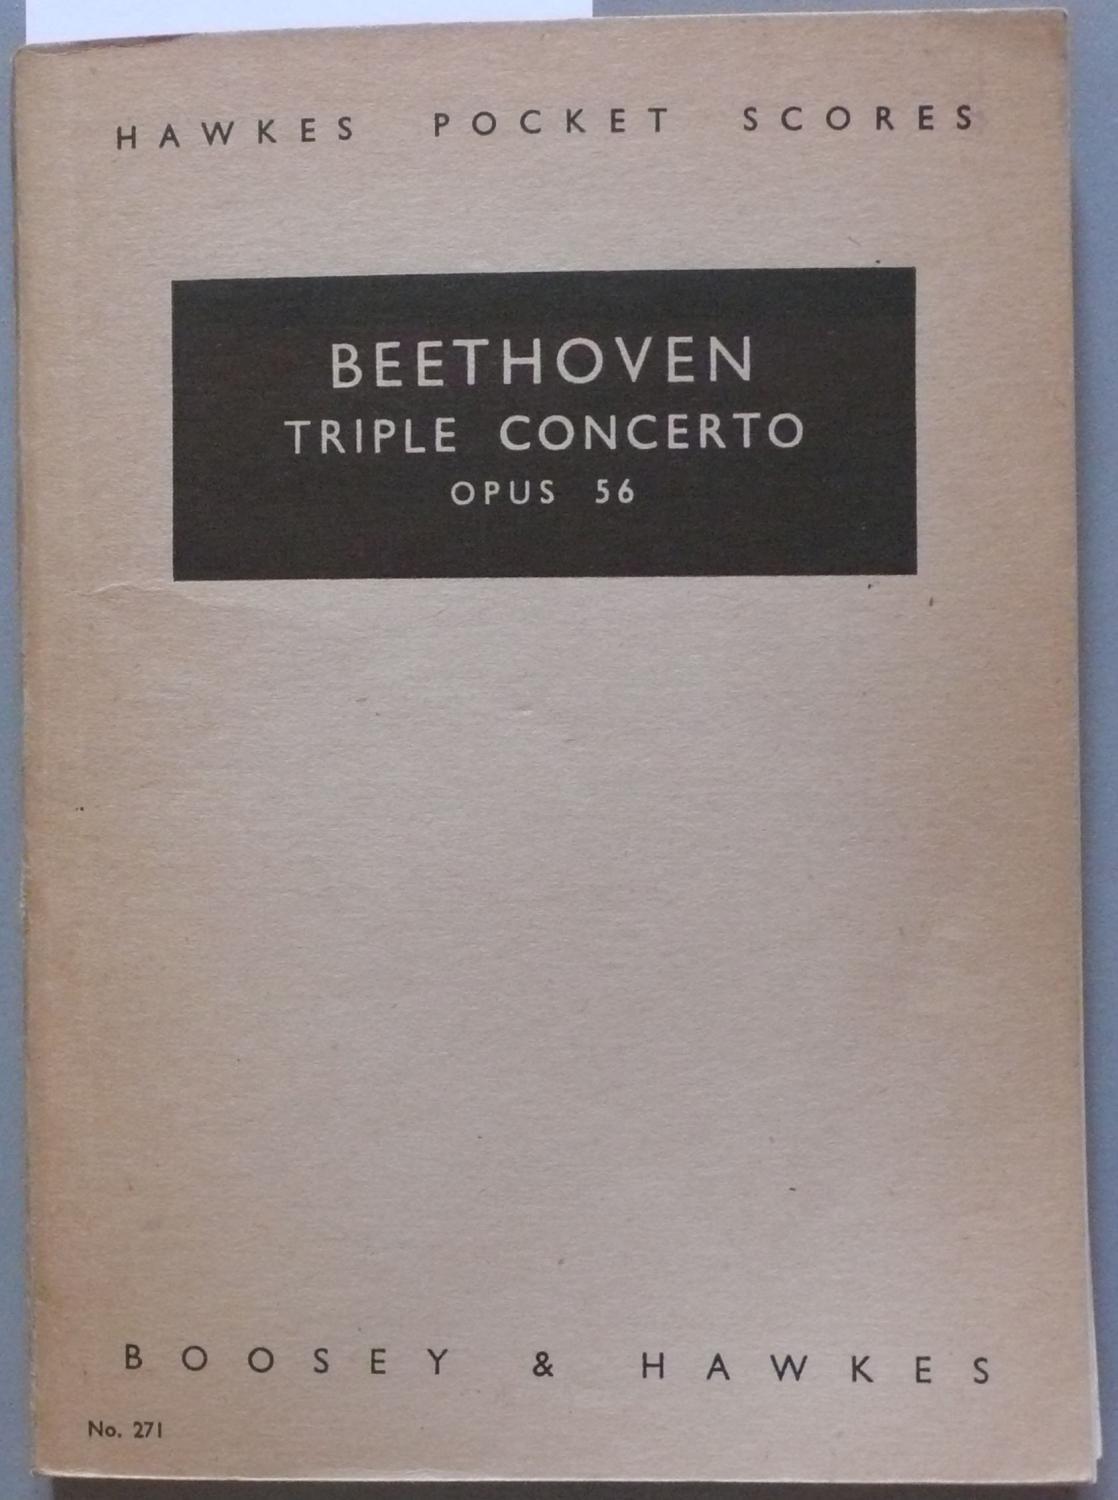 HAWKES POCKET SCORES
BEETHOVEN
TRIPLE CONCERTO
OPUS 56
BOOSEY & HAWKES
No. 271